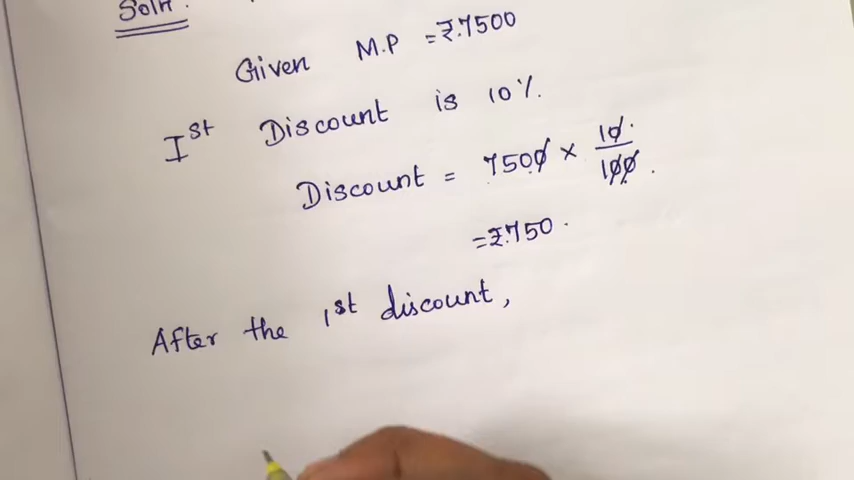 Soln.
Given M.P = ₹.7500
Ist Discount is 10%.
Discount = 7500 × 10/100.
= ₹.750.
After the 1st discount,